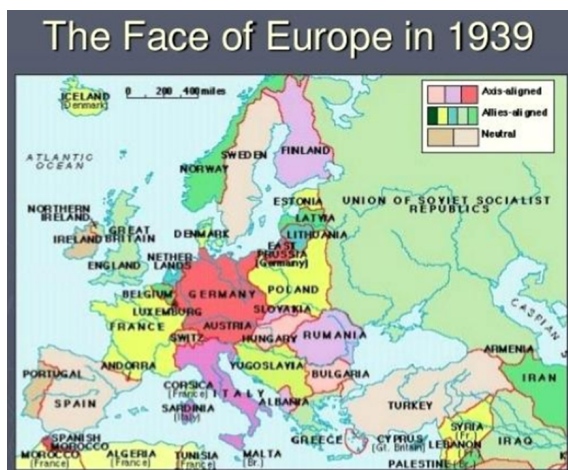 The Face of Europe in 1939
ICELAND
(Denmark)
0 200 400 miles
Axis-aligned
Allies-aligned
Neutral
ATLANTIC
OCEAN
SWEDEN
FINLAND
NORWAY
ESTONIA
UNION OF SOVIET SOCIALIST
REPUBLICS
LATVIA
NORTHERN
IRELAND
GREAT
BRITAIN
IRELAND
DENMARK
LITHUANIA
EAST
PRUSSIA
(Germany)
ENGLAND
NETHER
LANDS
BELGIUM
GERMANY
POLAND
LUXEMBURG
SLOVAKIA
FRANCE
AUSTRIA
SWITZ
HUNGARY
RUMANIA
CASPIAN S
ARMENIA
ANDORRA
YUGOSLAVIA
BULGARIA
IRAN
PORTUGAL
SPAIN
CORSICA
(France)
ITALY
SARDINIA
(Italy)
ALBANIA
TURKEY
GREECE
CYPRUS
(Gt. Britain)
SYRIA
(Fr.)
LEBANON
IRAQ
SPANISH
MOROCCO
MOROCCO
(France)
ALGERIA
(France)
TUNISIA
(France)
MALTA
(Br.)
PALESTINE
K